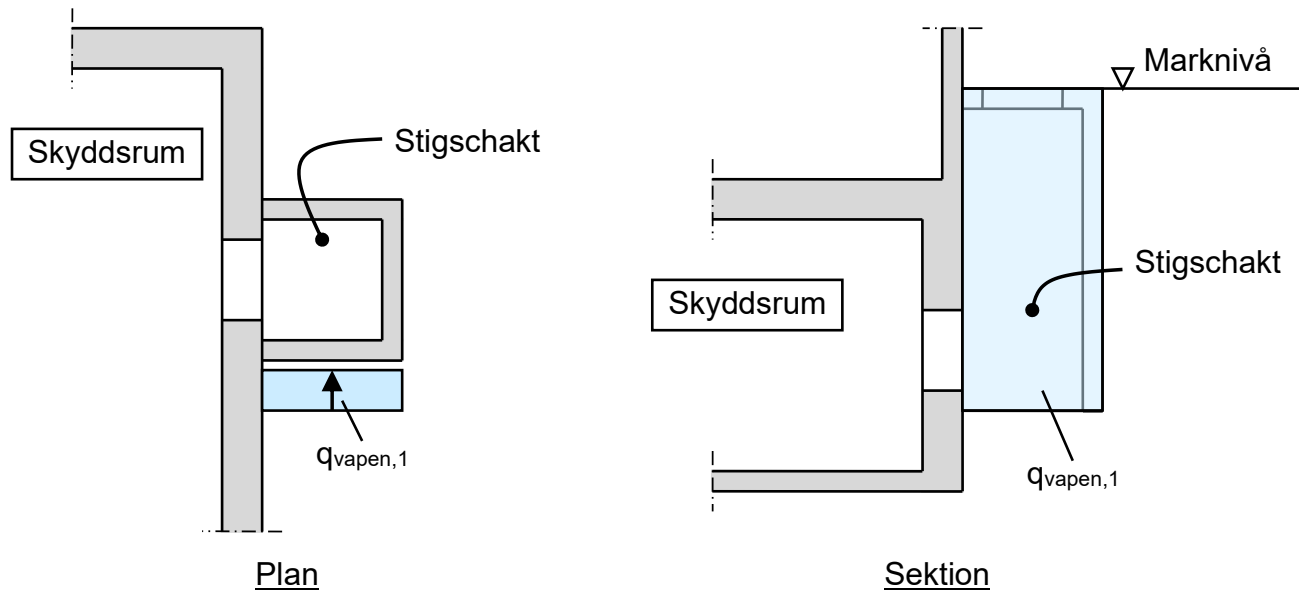 Skyddsrum
Stigschakt
qvapen,1
Plan
Marknivå
Skyddsrum
Stigschakt
qvapen,1
Sektion